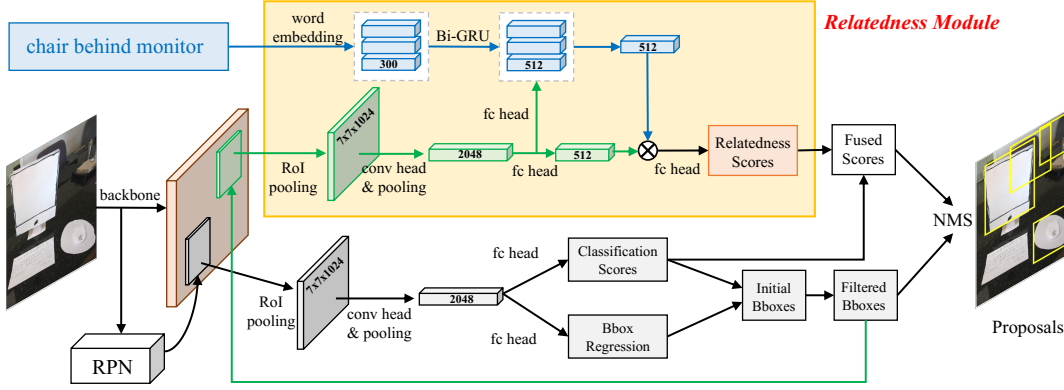 Relatedness Module
chair behind monitor
word
embedding
300
Bi-GRU
512
512
fc head
7x7x1024
RoI
pooling
conv head
& pooling
2048
fc head
512
fc head
Relatedness
Scores
Fused
Scores
backbone
NMS
RPN
RoI
pooling
7x7x1024
conv head
& pooling
2048
fc head
Classification
Scores
fc head
Bbox
Regression
Initial
Bboxes
Filtered
Bboxes
Proposals